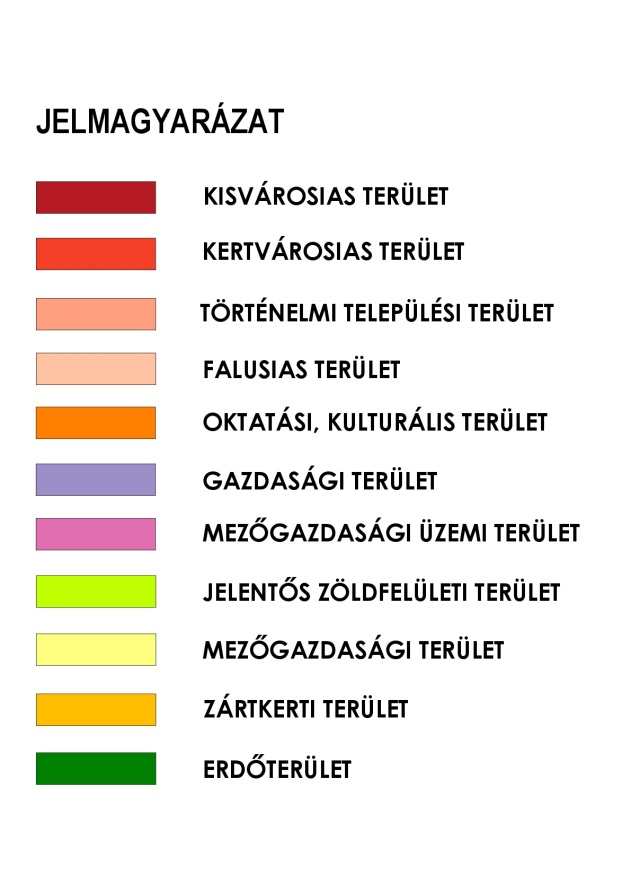 JELMAGYARÁZAT
KISVÁROSIAS TERÜLET
KERTVÁROSIAS TERÜLET
TÖRTÉNELMI TELEPÜLÉSI TERÜLET
FALUSIAS TERÜLET
OKTATÁSI, KULTURÁLIS TERÜLET
GAZDASÁGI TERÜLET
MEZŐGAZDASÁGI ÜZEMI TERÜLET
JELENTŐS ZÖLDFELÜLETI TERÜLET
MEZŐGAZDASÁGI TERÜLET
ZÁRTKERTI TERÜLET
ERDŐTERÜLET